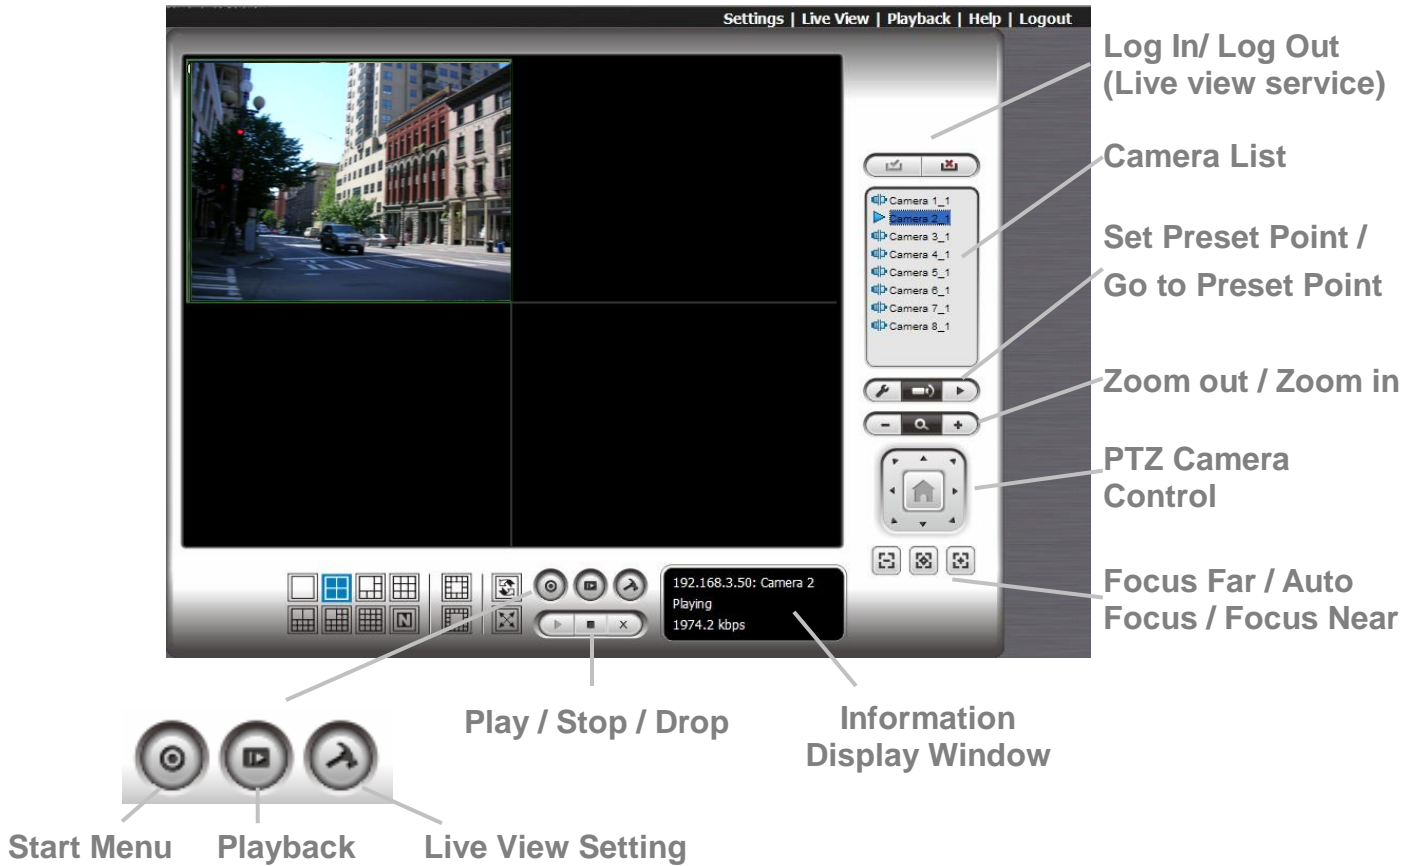 Settings | Live View | Playback | Help | Logout
Log In/ Log Out
(Live view service)
Camera List
Camera 1_1
Camera 2_1
Camera 3_1
Camera 4_1
Camera 5_1
Camera 6_1
Camera 7_1
Camera 8_1
Set Preset Point /
Go to Preset Point
Zoom out / Zoom in
PTZ Camera
Control
Focus Far / Auto
Focus / Focus Near
N
X
192.168.3.50: Camera 2
Playing
1974.2 kbps
Play / Stop / Drop
Information
Display Window
Start Menu
Playback
Live View Setting